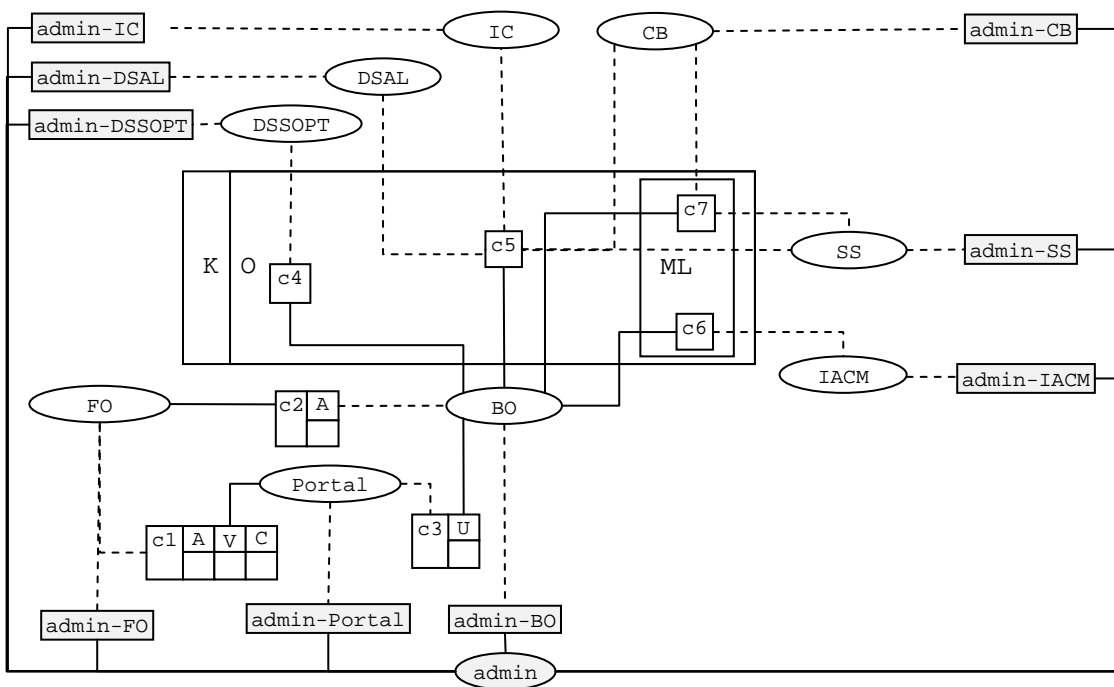 admin-IC
IC
CB
admin-CB
admin-DSAL
DSAL
admin-DSSOPT
DSSOPT
c7
c5
K
O
ML
SS
admin-SS
c4
c6
IACM
admin-IACM
FO
c2
A
BO
Portal
c1
A
V
C
c3
U
admin-FO
admin-Portal
admin-BO
admin